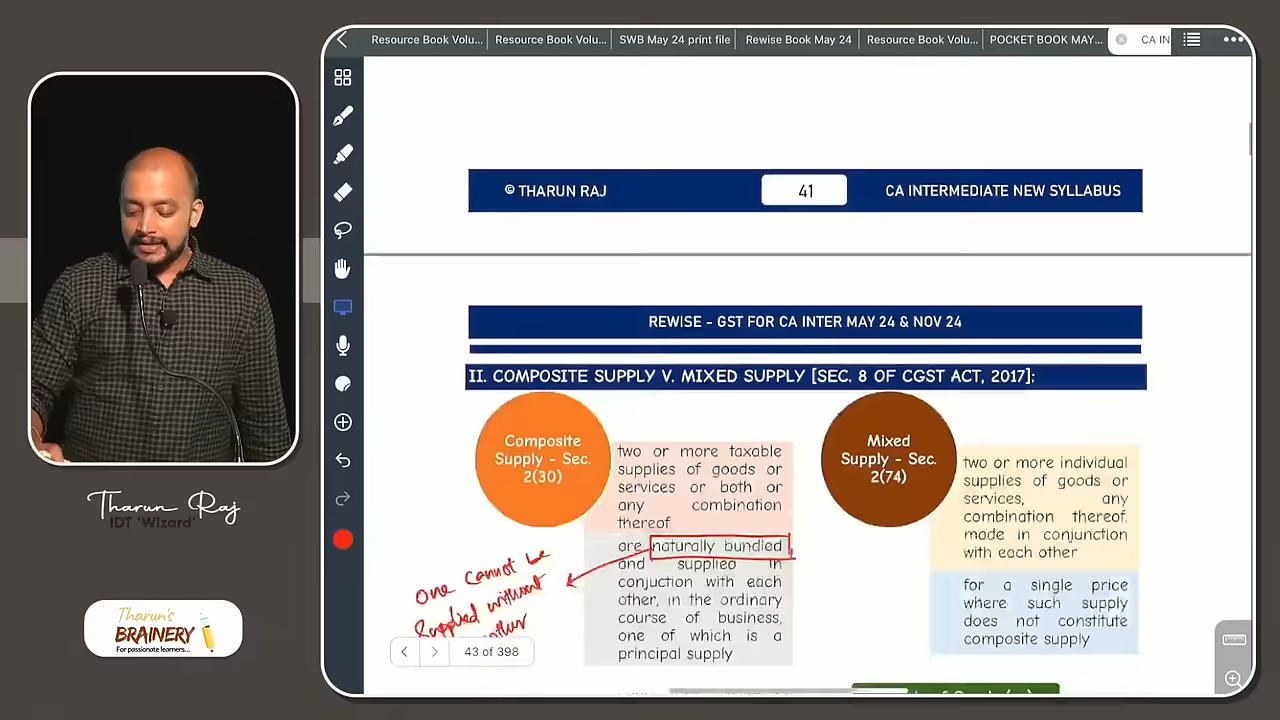 Resource Book Volu... Resource Book Volu... SWB May 24 print file Rewise Book May 24 Resource Book Volu... POCKET BOOK MAY... CA IN
© THARUN RAJ 41 CA INTERMEDIATE NEW SYLLABUS
REWISE - GST FOR CA INTER MAY 24 & NOV 24
II. COMPOSITE SUPPLY V. MIXED SUPPLY [SEC. 8 OF CGST ACT, 2017]:
Composite
Supply - Sec.
2(30)
two or more taxable
supplies of goods or
services or both or
any combination
thereof
are naturally bundled
and supplied in
conjuction with each
other, in the ordinary
course of business,
one of which is a
principal supply
one cannot be
supplied without
Mixed
Supply - Sec.
2(74)
two or more individual
supplies of goods or
services, any
combination thereof,
made in conjunction
with each other
for a single price
where such supply
does not constitute
composite supply
43 of 398
Tharun Raj
IDT 'Wizard'
Tharun's
BRAINERY
For passionate learners...